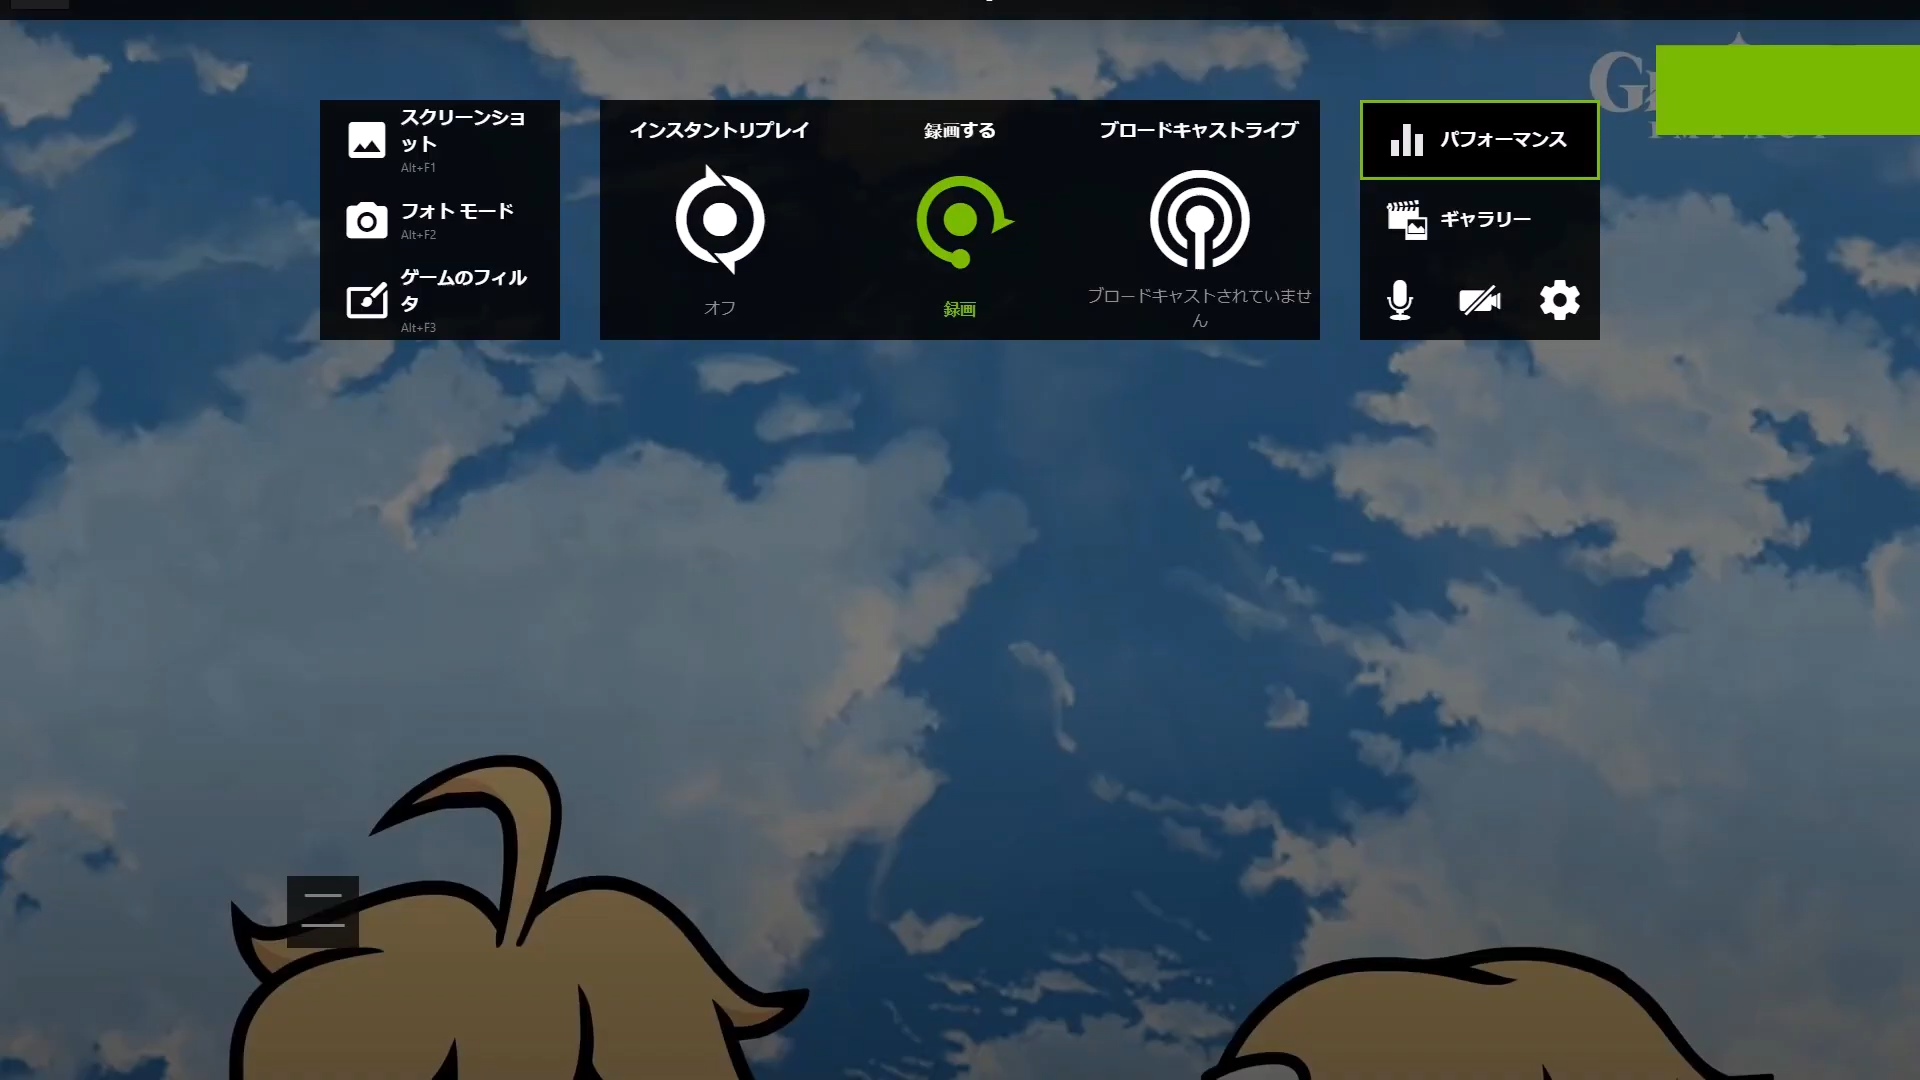 スクリーンショ
ット
Alt+F1
フォト モード
Alt+F2
ゲームのフィル
タ
Alt+F3
インスタントリプレイ
オフ
録画する
録画
ブロードキャストライブ
ブロードキャストされていませ
ん
パフォーマンス
ギャラリー